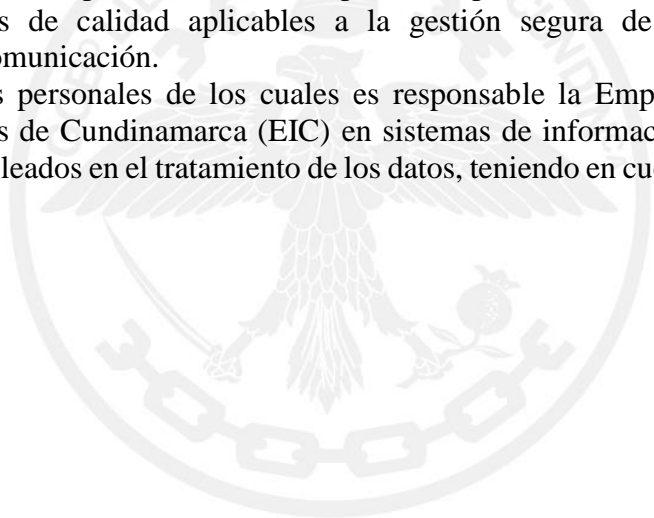 s de calidad aplicables a la gestión segura de
omunicación.
s personales de los cuales es responsable la Emp
s de Cundinamarca (EIC) en sistemas de informac
leados en el tratamiento de los datos, teniendo en cu